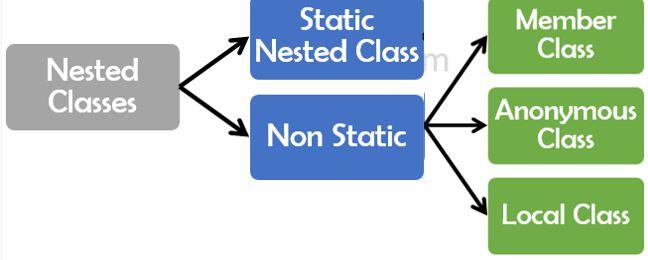 Nested
Classes
Static
Nested Class
Non Static
Member
Class
Anonymous
Class
Local Class